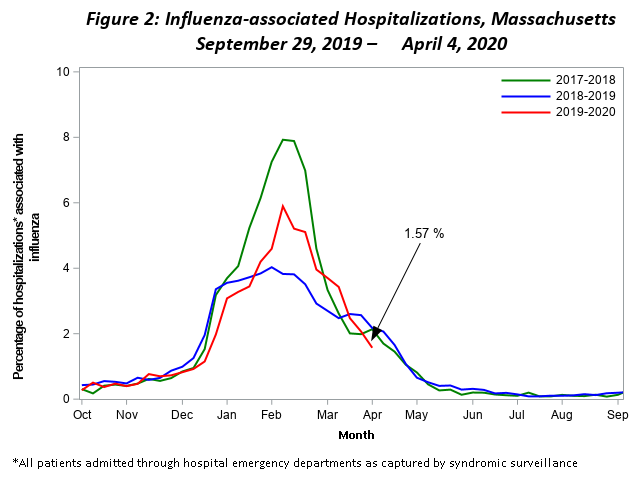 Figure 2: Influenza-associated Hospitalizations, Massachusetts
September 29, 2019 – April 4, 2020
10
8
6
4
2
0
Percentage of hospitalizations* associated with
influenza
2017-2018
2018-2019
2019-2020
1.57 %
Oct Nov Dec Jan Feb Mar Apr May Jun Jul Aug Sep
Month
*All patients admitted through hospital emergency departments as captured by syndromic surveillance